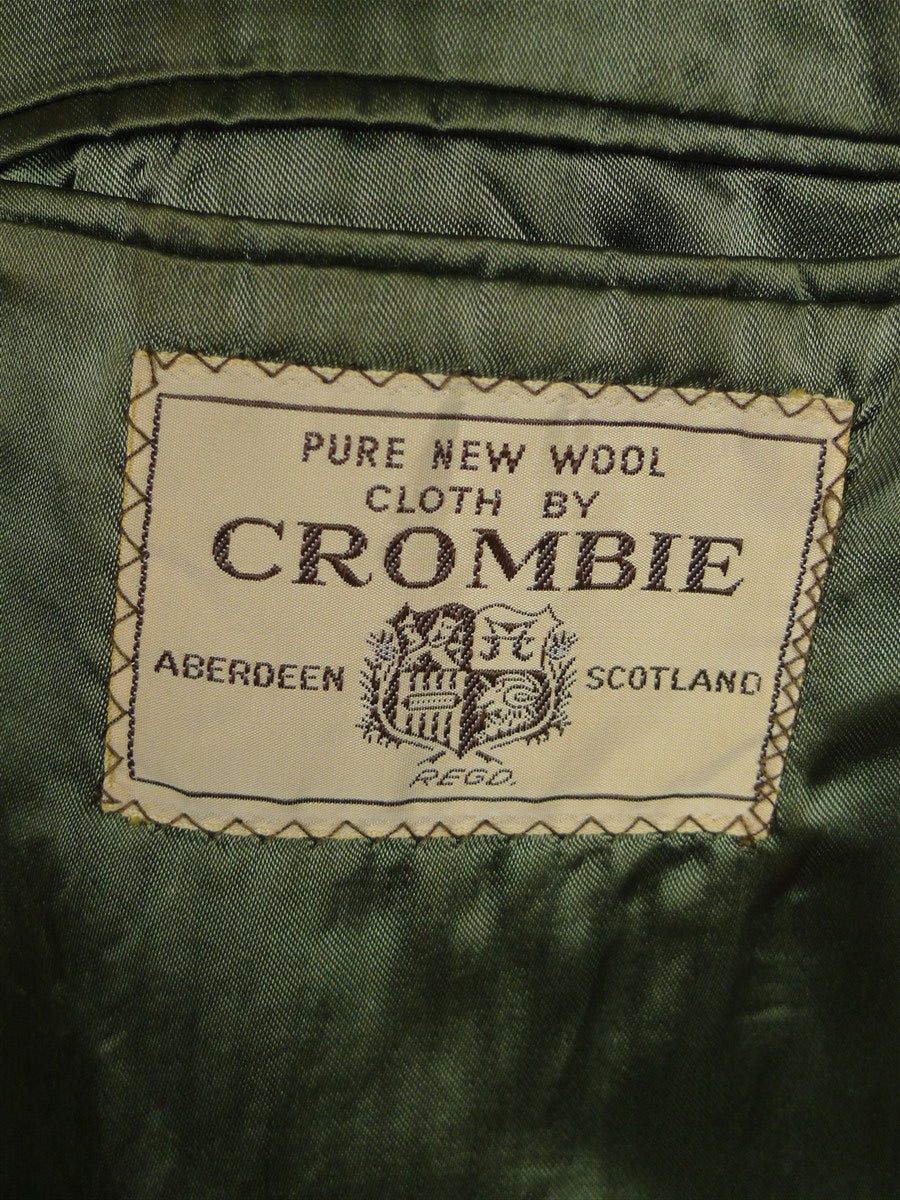 PURE NEW WOOL
CLOTH BY
CROMBIE
ABERDEEN SCOTLAND
REGD.